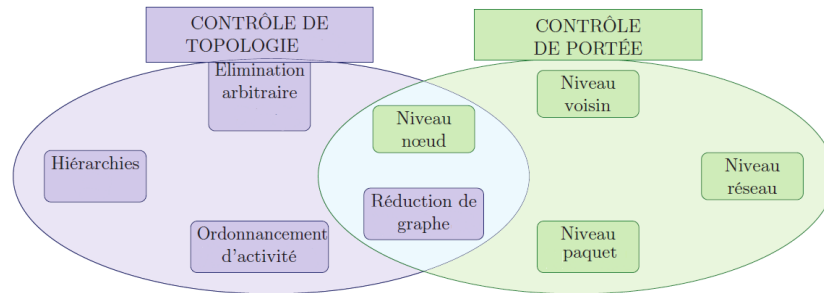 CONTRÔLE DE
TOPOLOGIE
CONTRÔLE
DE PORTÉE
Elimination
arbitraire
Niveau
voisin
Niveau
nœud
Hiérarchies
Niveau
réseau
Réduction de
graphe
Ordonnancement
d'activité
Niveau
paquet